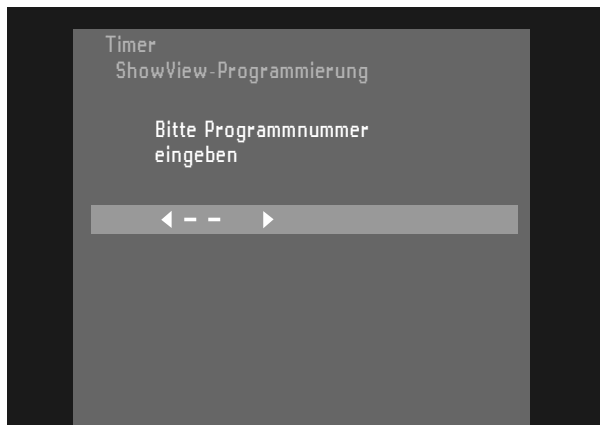 Timer
ShowView-Programmierung
Bitte Programmnummer
eingeben
◀ – – ▶